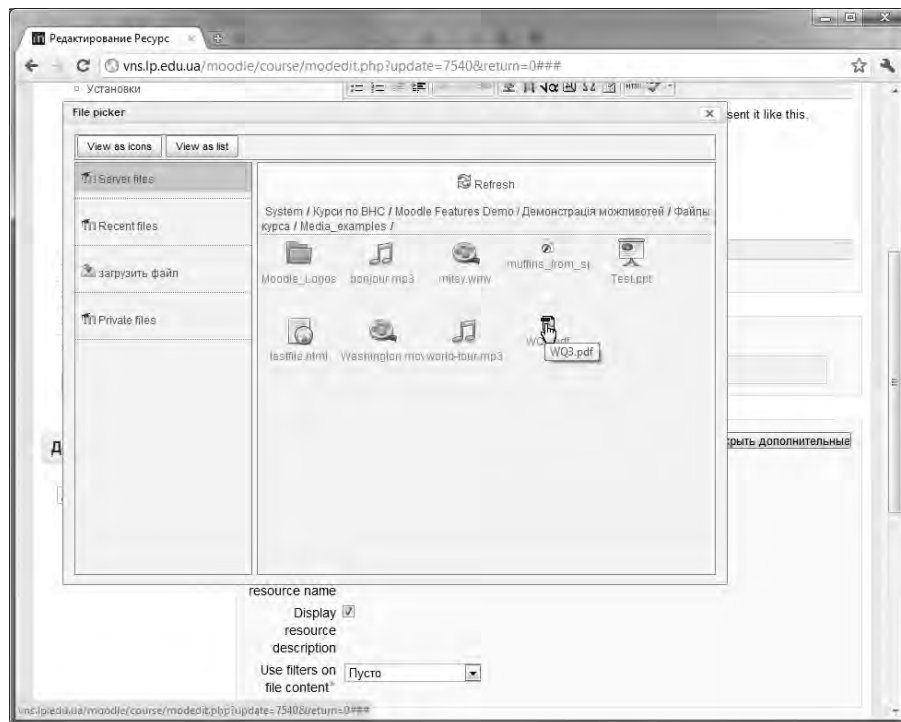 Редактирование Ресурс ×
vns.lp.edu.ua/moodle/course/modedit.php?update=7540&return=0###
Установки
sent it like this.
File picker
View as icons View as list
Server files
Refresh
System / Курси по ВНС / Moodle Features Demo / Демонстрація можливотей / Файлы
курса / Media_examples /
Recent files
Moodle_Logos bonjour.mp3 mitsy.wmv muffins_from_s Test.ppt
загрузить файл
Private files
testfile.html Washington mov world-tour.mp3
WQ3.pdf
крыть дополнительные
Д
resource name
Display
resource
description
Use filters on Пусто
file content*
vns.lp.edu.ua/moodle/course/modedit.php?update=7540&return=0###